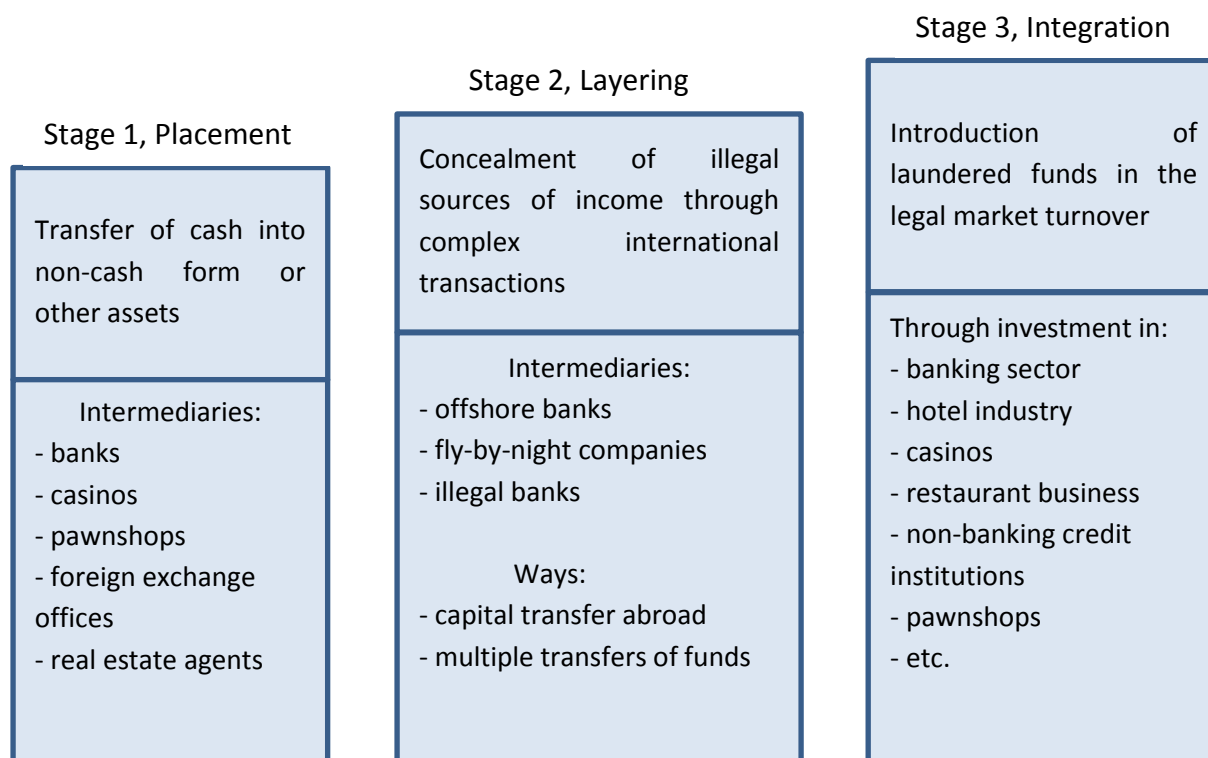 Stage 1, Placement
Transfer of cash into
non-cash form or
other assets
Intermediaries:
- banks
- casinos
- pawnshops
- foreign exchange
offices
- real estate agents
Stage 2, Layering
Concealment of illegal
sources of income through
complex international
transactions
Intermediaries:
- offshore banks
- fly-by-night companies
- illegal banks
Ways:
- capital transfer abroad
- multiple transfers of funds
Stage 3, Integration
Introduction of
laundered funds in the
legal market turnover
Through investment in:
- banking sector
- hotel industry
- casinos
- restaurant business
- non-banking credit
institutions
- pawnshops
- etc.